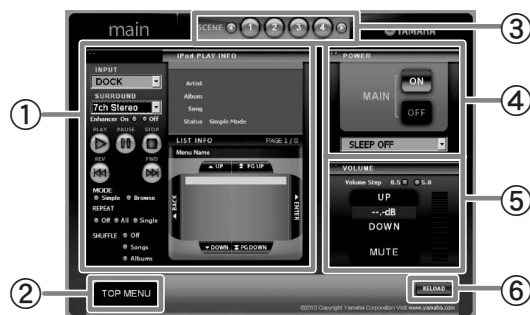 main
SCENE 1 2 3 4
YAMAHA
③
①
iPod PLAY INFO
INPUT
DOCK
SURROUND
7ch Stereo
Enhancer On Off
PLAY PAUSE STOP
REV FWD
MODE
Simple Browse
REPEAT
Off All Single
SHUFFLE Off
Songs
Albums
Artist
Album
Song
Status Simple Mode
LIST INFO PAGE 1 / 0
Menu Name
UP PG UP
BACK
ENTER
DOWN PG DOWN
POWER
MAIN
ON
OFF
SLEEP OFF
④
VOLUME
Volume Step 0.5 5.0
UP
--.-dB
DOWN
MUTE
⑤
②
TOP MENU
RELOAD
⑥
©2010 Copyright Yamaha Corporation Visit www.yamaha.com